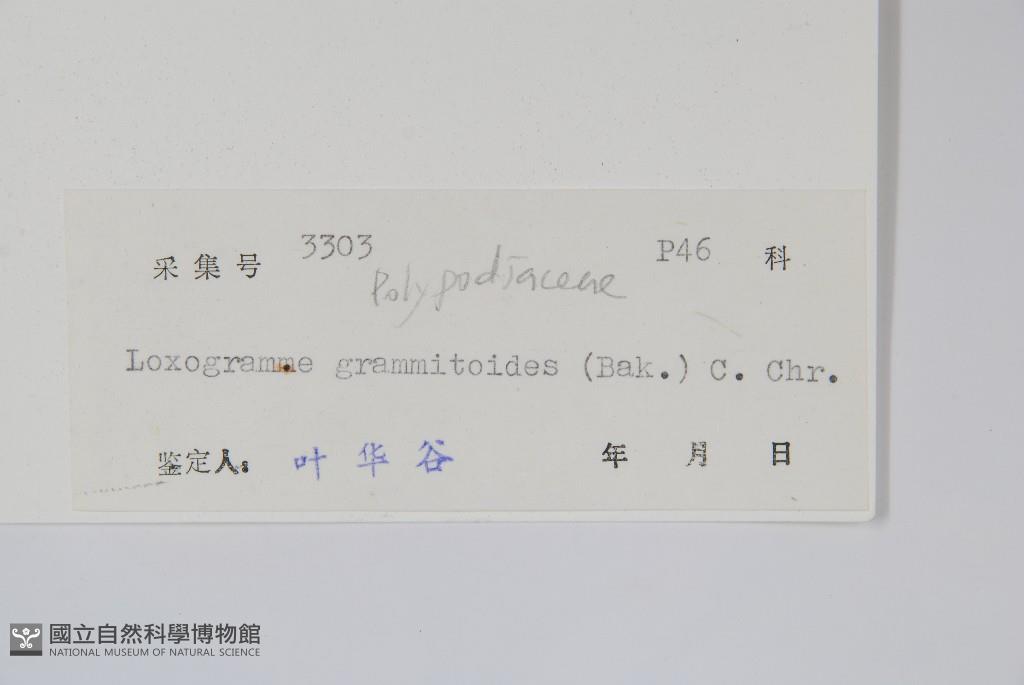 采集号 3303 P46 科
Polypodiaceae
Loxogramme grammitoides (Bak.) C. Chr.
鉴定人: 叶华谷 年 月 日
國立自然科學博物館
NATIONAL MUSEUM OF NATURAL SCIENCE